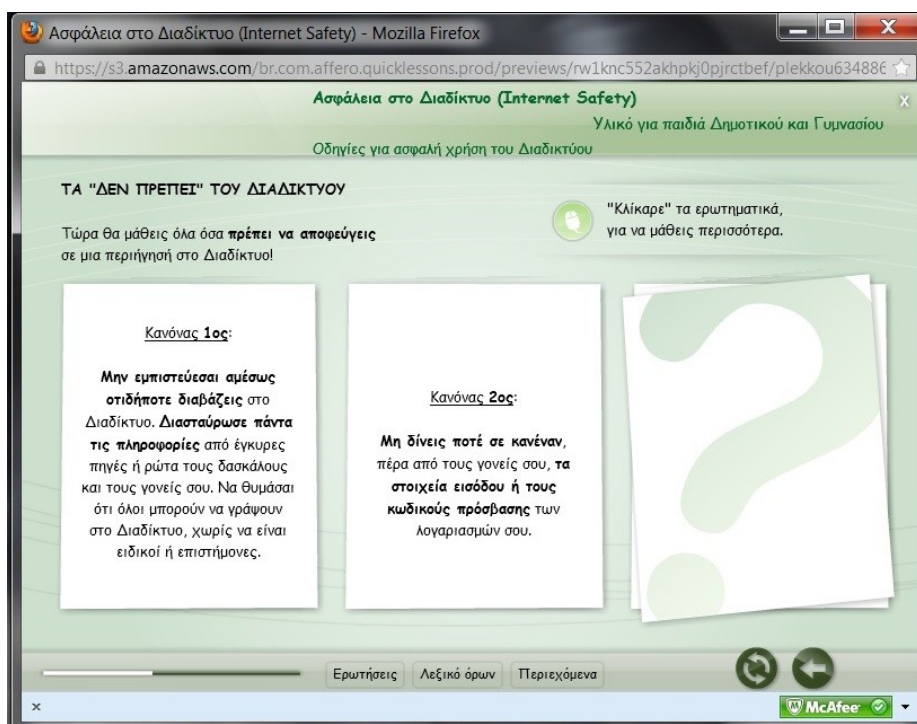 Ασφάλεια στο Διαδίκτυο (Internet Safety) - Mozilla Firefox
https://s3.amazonaws.com/br.com.affero.quicklessons.prod/previews/rw1knc552akhpkj0pjrctbef/plekkou634886
Ασφάλεια στο Διαδίκτυο (Internet Safety)
X
Υλικό για παιδιά Δημοτικού και Γυμνασίου
Οδηγίες για ασφαλή χρήση του Διαδικτύου
ΤΑ "ΔΕΝ ΠΡΕΠΕΙ" ΤΟΥ ΔΙΑΔΙΚΤΥΟΥ
Τώρα θα μάθεις όλα όσα πρέπει να αποφεύγεις
σε μια περιήγησή στο Διαδίκτυο!
"Κλίκαρε" τα ερωτηματικά,
για να μάθεις περισσότερα.
Κανόνας 1ος:
Μην εμπιστεύεσαι αμέσως
οτιδήποτε διαβάζεις στο
Διαδίκτυο. Διασταύρωσε πάντα
τις πληροφορίες από έγκυρες
πηγές ή ρώτα τους δασκάλους
και τους γονείς σου. Να θυμάσαι
ότι όλοι μπορούν να γράψουν
στο Διαδίκτυο, χωρίς να είναι
ειδικοί ή επιστήμονες.
Κανόνας 2ος:
Μη δίνεις ποτέ σε κανέναν,
πέρα από τους γονείς σου, τα
στοιχεία εισόδου ή τους
κωδικούς πρόσβασης των
λογαριασμών σου.
?
Ερωτήσεις
Λεξικό όρων
Περιεχόμενα
McAfee